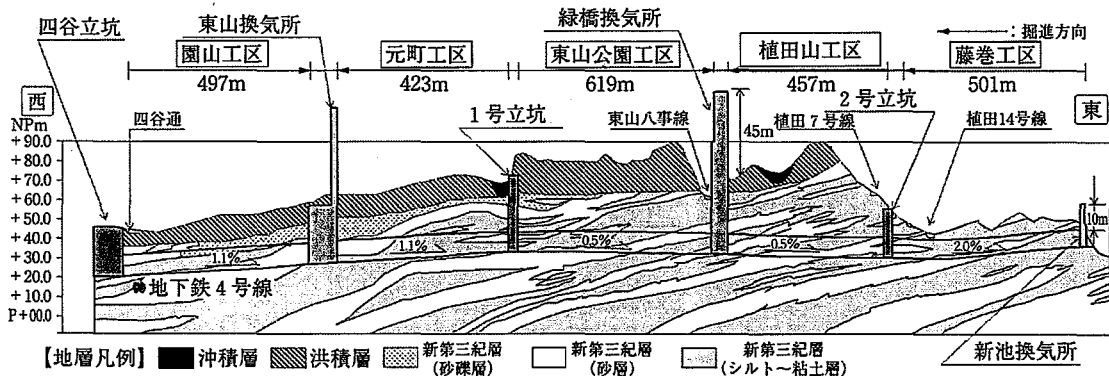 四谷立坑
東山換気所
緑橋換気所
←:掘進方向
園山工区
元町工区
東山公園工区
植田山工区
藤巻工区
497m
423m
619m
457m
501m
西
東
NPm
四谷通
1号立坑
東山八事線
45m
植田7号線
2号立坑
植田14号線
+90.0
+80.0
+70.0
+60.0
+50.0
+40.0
+30.0
+20.0
+10.0
P+00.0
10m
1.1%
1.1%
0.5%
0.5%
2.0%
地下鉄4号線
新池換気所
【地層凡例】
沖積層
洪積層
新第三紀層
(砂礫層)
新第三紀層
(砂層)
新第三紀層
(シルト~粘土層)